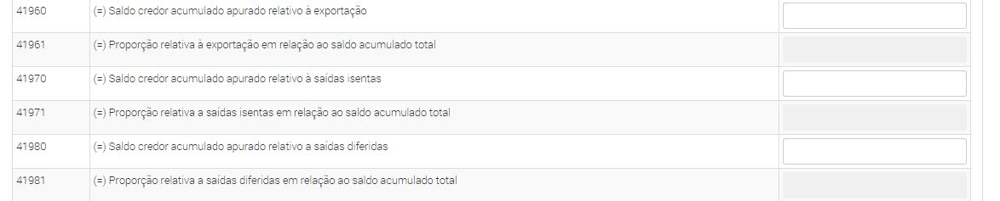 41960 (=) Saldo credor acumulado apurado relativo à exportação
41961 (=) Proporção relativa à exportação em relação ao saldo acumulado total
41970 (=) Saldo credor acumulado apurado relativo à saídas isentas
41971 (=) Proporção relativa a saídas isentas em relação ao saldo acumulado total
41980 (=) Saldo credor acumulado apurado relativo a saídas diferidas
41981 (=) Proporção relativa a saídas diferidas em relação ao saldo acumulado total